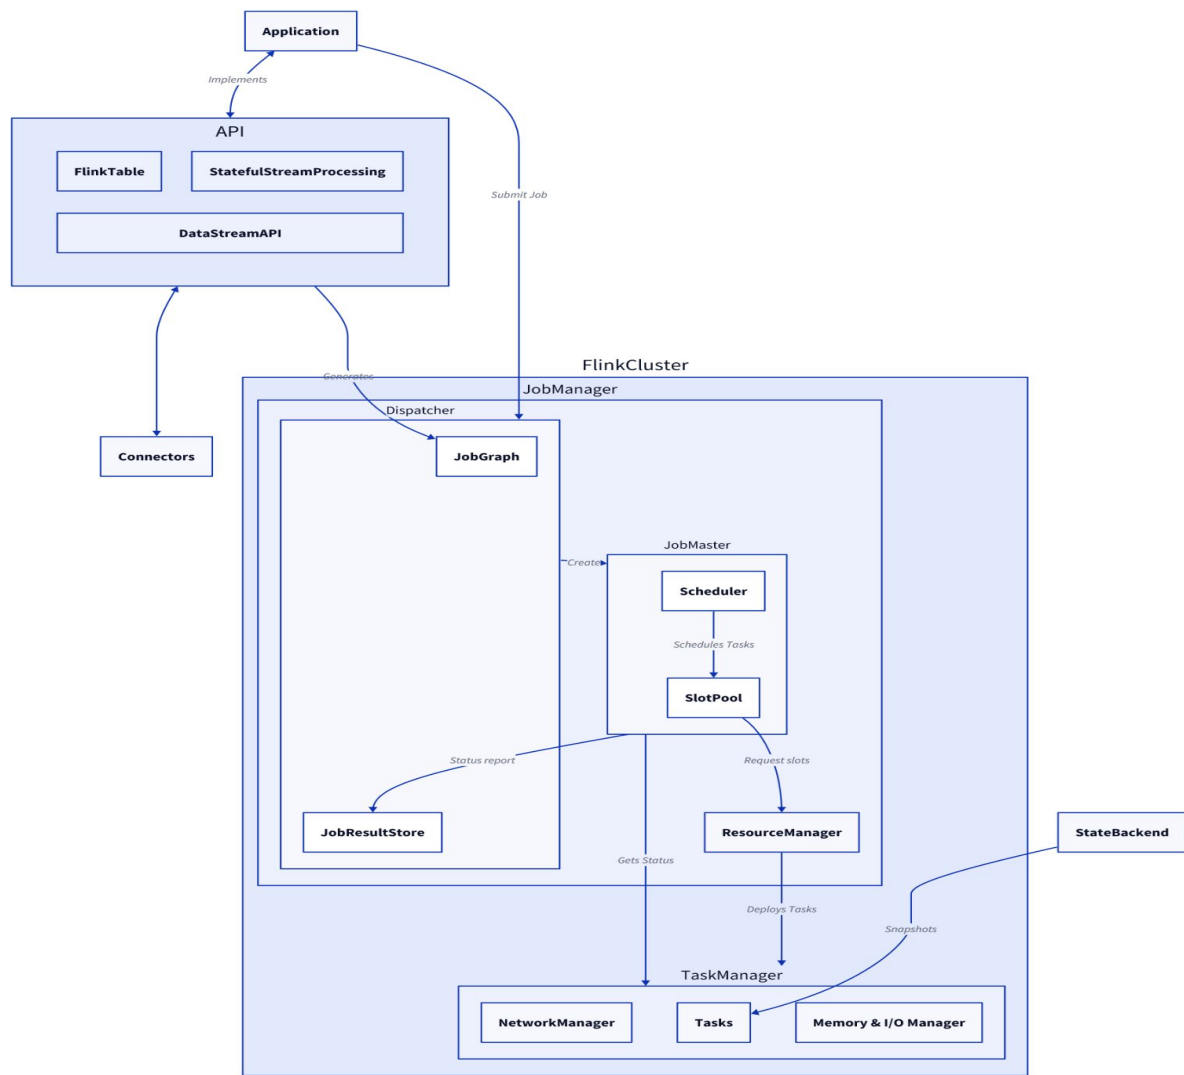 Application
Implements
API
FlinkTable
StatefulStreamProcessing
Submit Job
DataStreamAPI
FlinkCluster
Generates
JobManager
Dispatcher
Connectors
JobGraph
JobMaster
Create
Scheduler
Schedules Tasks
SlotPool
Status report
Request slots
JobResultStore
ResourceManager
StateBackend
Gets Status
Deploys Tasks
Snapshots
TaskManager
NetworkManager
Tasks
Memory & I/O Manager